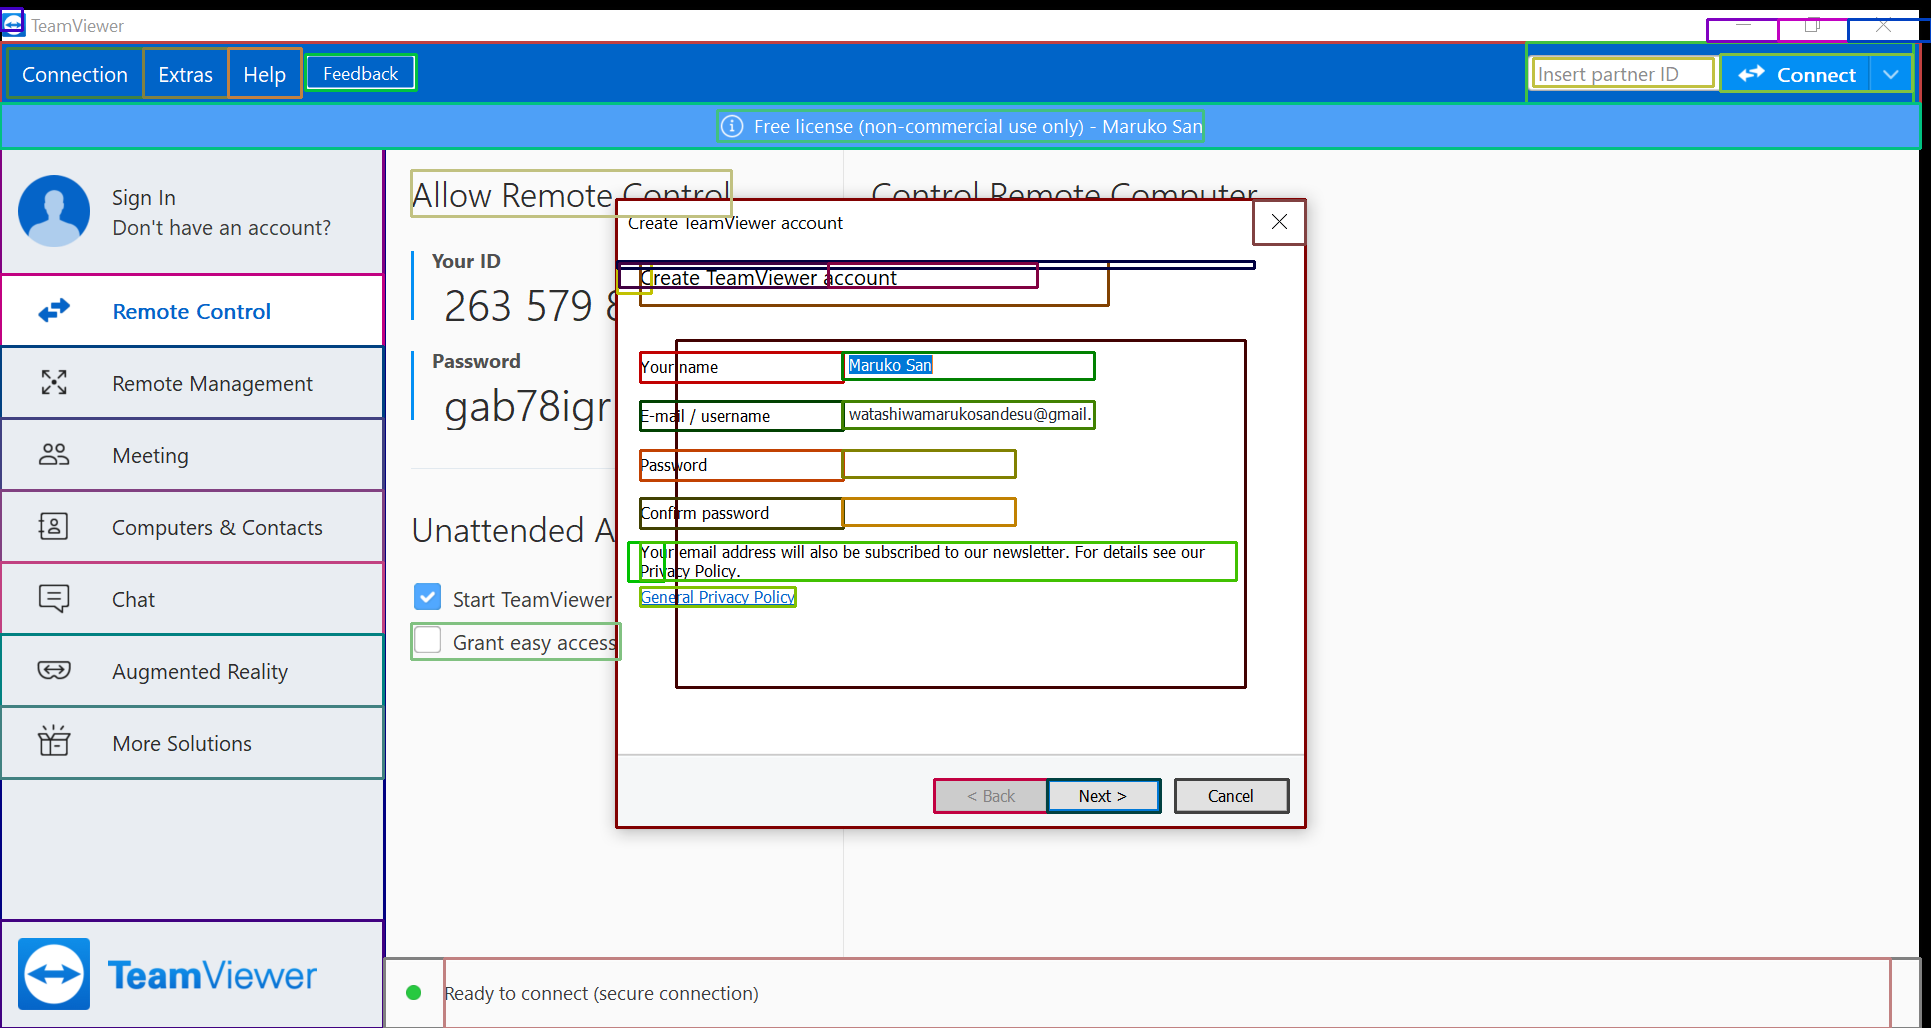 TeamViewer
Connection
Extras
Help
Feedback
Insert partner ID
Connect
Free license (non-commercial use only) - Maruko San
Sign In
Don't have an account?
Remote Control
Remote Management
Meeting
Computers & Contacts
Chat
Augmented Reality
More Solutions
TeamViewer
Allow Remote Control
Your ID
263 579 8
Password
gab78igr
Unattended A
Start TeamViewer
Grant easy access
Control Remote Computer
Create TeamViewer account
Create TeamViewer account
Your name
Maruko San
E-mail / username
watashiwamarukosandesu@gmail.
Password
Confirm password
Your email address will also be subscribed to our newsletter. For details see our
Privacy Policy.
General Privacy Policy
< Back
Next >
Cancel
Ready to connect (secure connection)